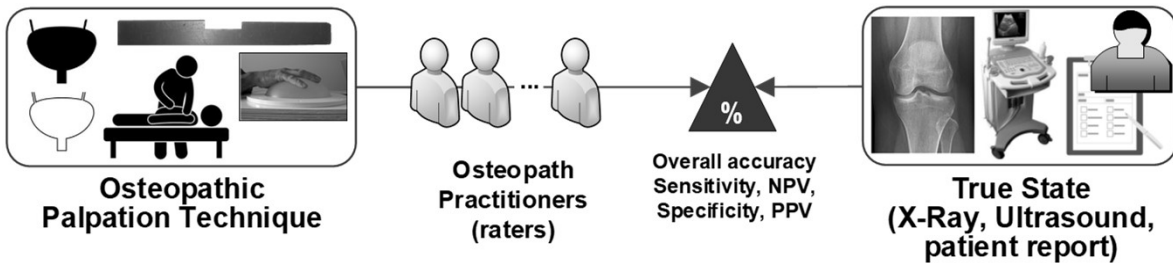 Osteopathic
Palpation Technique
...
Osteopath
Practitioners
(raters)
%
Overall accuracy
Sensitivity, NPV,
Specificity, PPV
True State
(X-Ray, Ultrasound,
patient report)